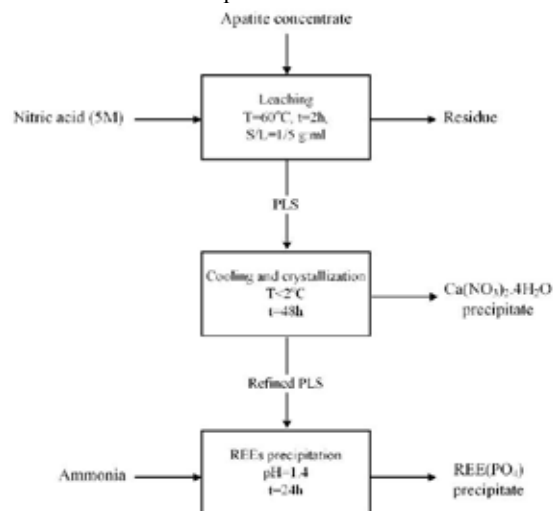 Apatite concentrate
Leaching
T=60°C, t=2h,
S/L=1/5 g:ml
Nitric acid (5M)
Residue
PLS
Cooling and crystallization
T<2°C
t=48h
Ca(NO₃)₂.4H₂O
precipitate
Refined PLS
REEs precipitation
pH=1.4
t=24h
Ammonia
REE(PO₄)
precipitate